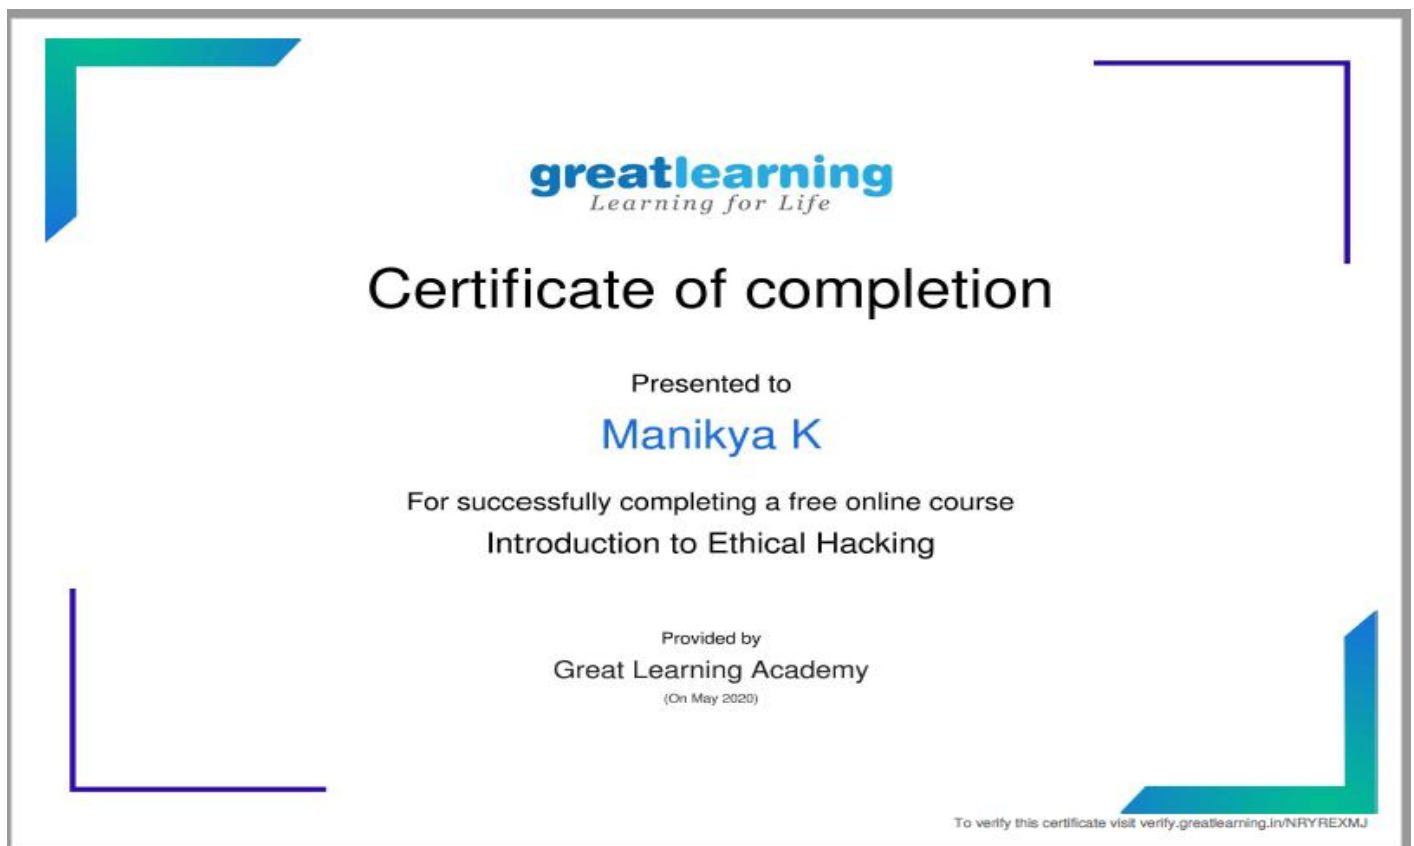 greatlearning
Learning for Life
Certificate of completion
Presented to
Manikya K
For successfully completing a free online course
Introduction to Ethical Hacking
Provided by
Great Learning Academy
(On May 2020)
To verify this certificate visit verify.greatlearning.in/NRYREXMJ